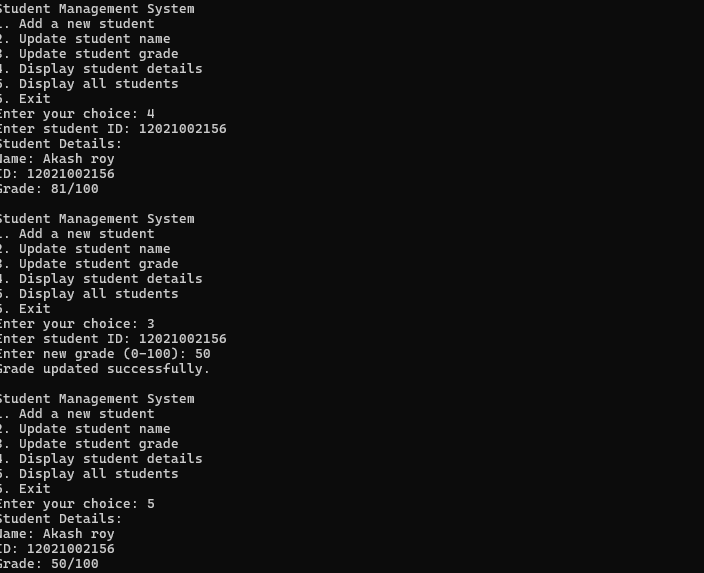 Student Management System
1. Add a new student
2. Update student name
3. Update student grade
4. Display student details
5. Display all students
6. Exit
Enter your choice: 4
Enter student ID: 12021002156
Student Details:
Name: Akash roy
ID: 12021002156
Grade: 81/100

Student Management System
1. Add a new student
2. Update student name
3. Update student grade
4. Display student details
5. Display all students
6. Exit
Enter your choice: 3
Enter student ID: 12021002156
Enter new grade (0-100): 50
Grade updated successfully.

Student Management System
1. Add a new student
2. Update student name
3. Update student grade
4. Display student details
5. Display all students
6. Exit
Enter your choice: 5
Student Details:
Name: Akash roy
ID: 12021002156
Grade: 50/100